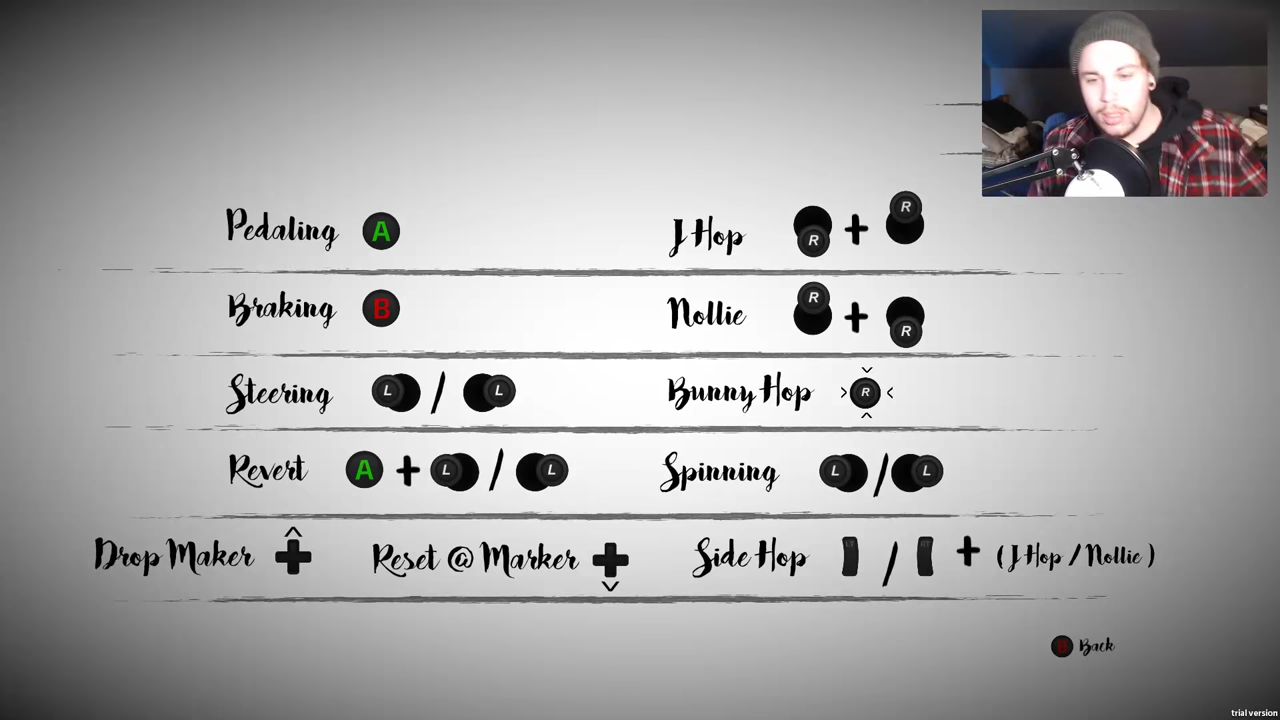 Pedaling A
J Hop R + R
Braking B
Nollie R + R
Steering L / L
Bunny Hop > R <
Revert A + L / L
Spinning L / L
Drop Maker
Reset @ Marker
Side Hop / + ( J Hop / Nollie )
B Back
trial version